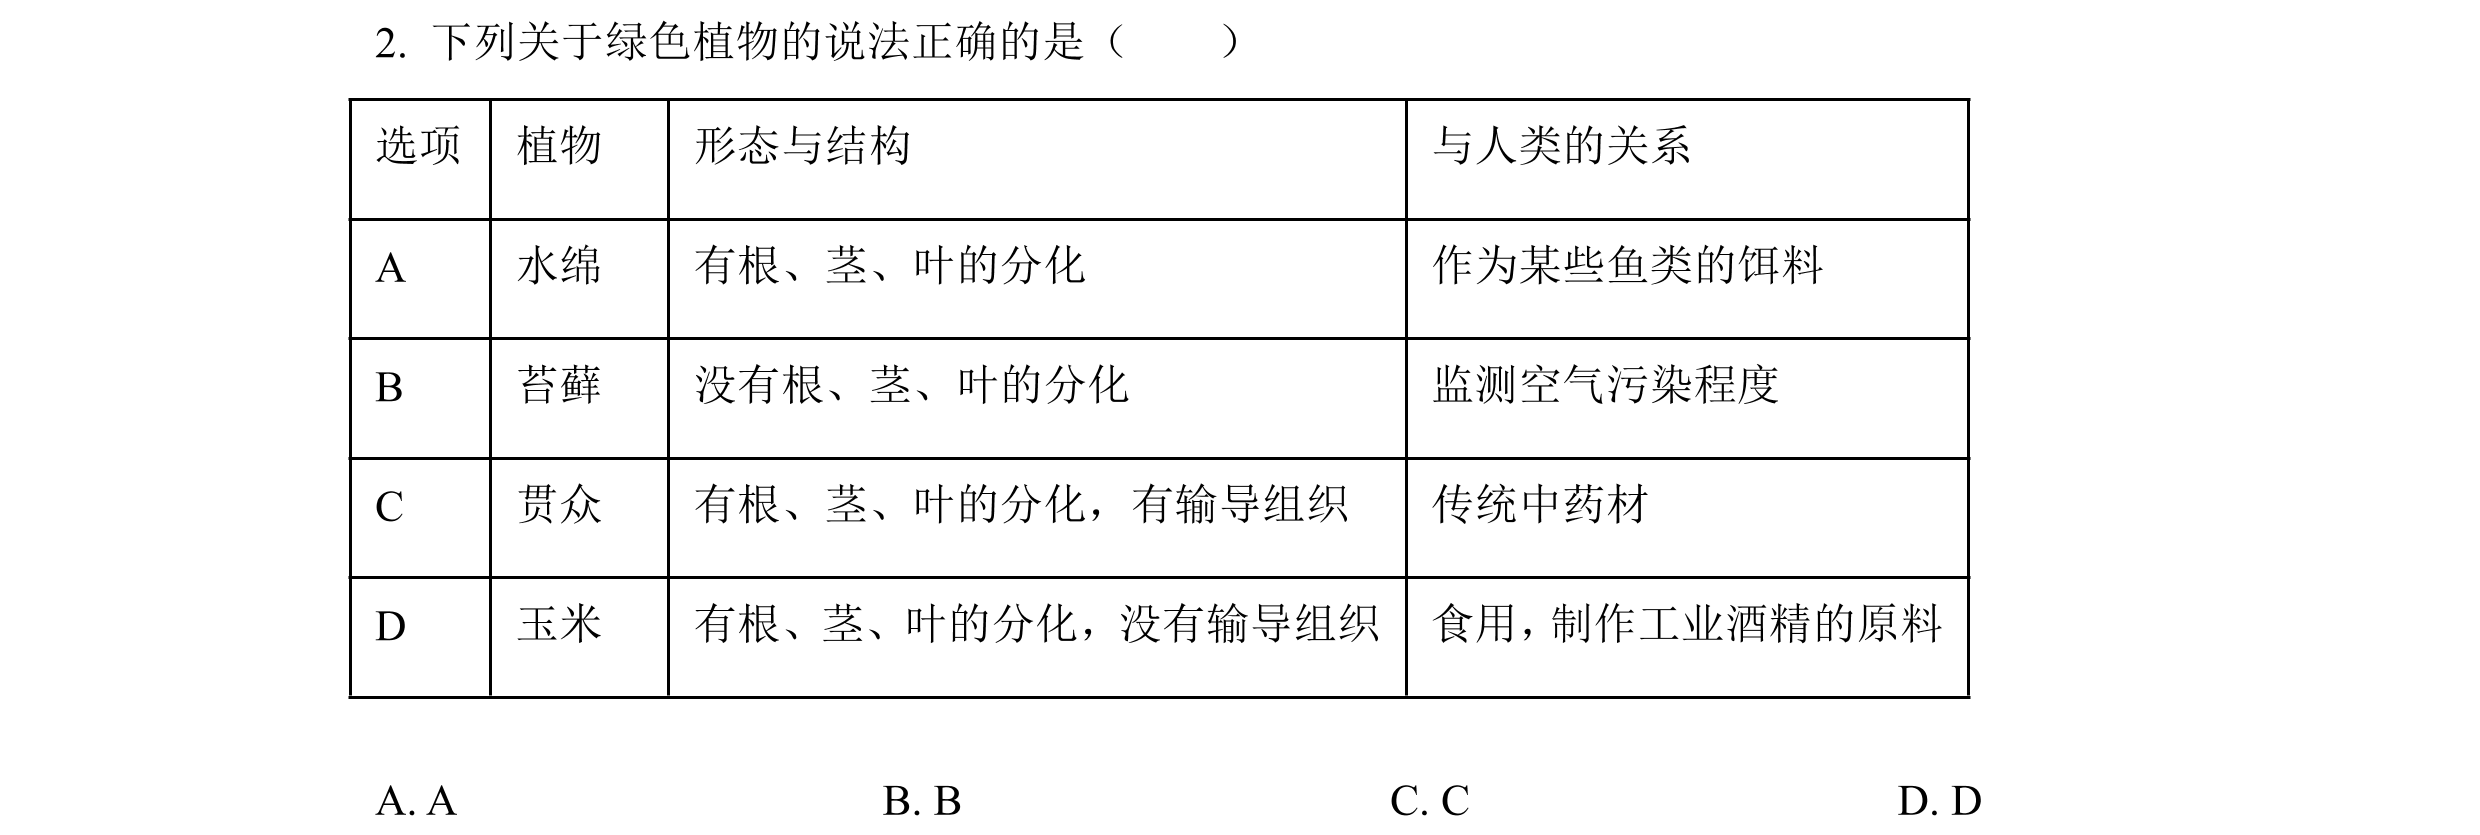 2. 下列关于绿色植物的说法正确的是（　　）
选项 植物 形态与结构 与人类的关系
A 水绵 有根、茎、叶的分化 作为某些鱼类的饵料
B 苔藓 没有根、茎、叶的分化 监测空气污染程度
C 贯众 有根、茎、叶的分化，有输导组织 传统中药材
D 玉米 有根、茎、叶的分化，没有输导组织 食用，制作工业酒精的原料
A. A B. B C. C D. D